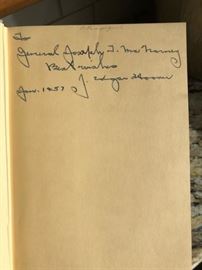 To
General Joseph T. McNarney
Best wishes
J. Edgar Hoover
Jan. 1957